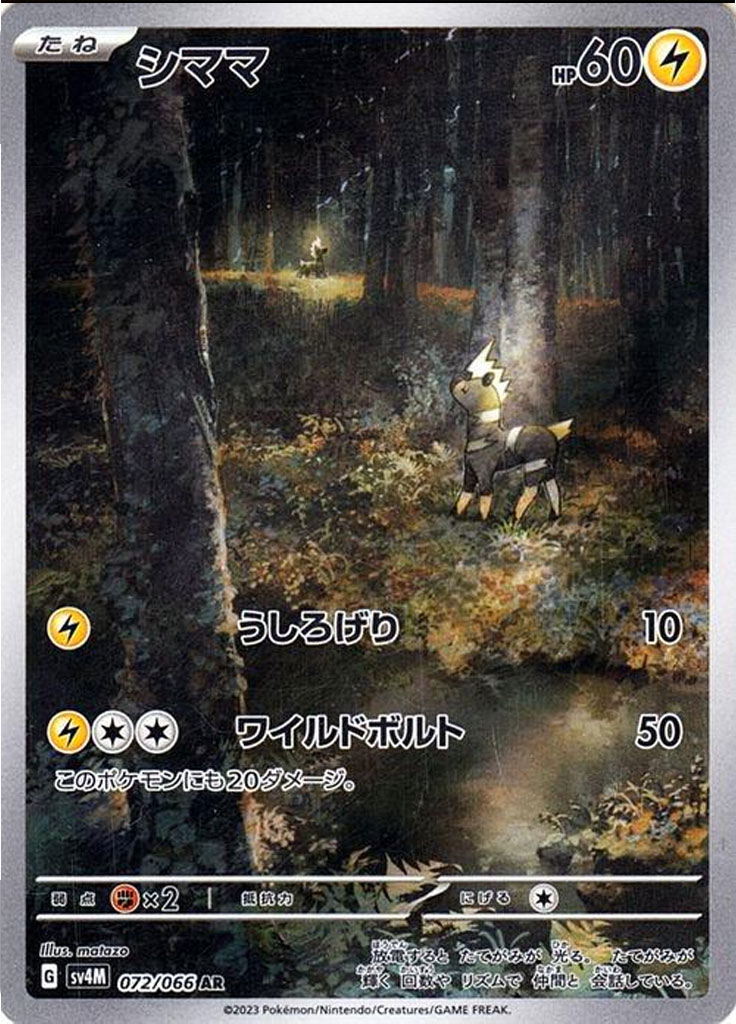 たね
シママ
HP60
うしろげり 10
ワイルドボルト 50
このポケモンにも20ダメージ。
弱点 ×2 抵抗力 にげる
Illus. matazo
放電すると たてがみが 光る。 たてがみが
輝く 回数や リズムで 仲間と 会話している。
G sv4M 072/066 AR
©2023 Pokémon/Nintendo/Creatures/GAME FREAK.